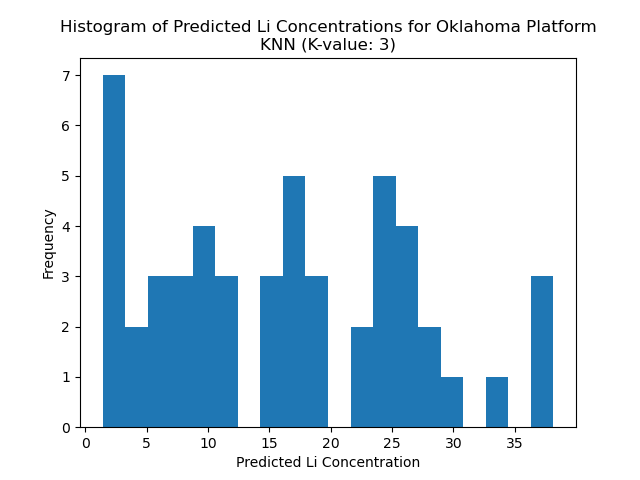 Histogram of Predicted Li Concentrations for Oklahoma Platform
KNN (K-value: 3)
7
6
5
4
3
2
1
0
Frequency
0 5 10 15 20 25 30 35
Predicted Li Concentration